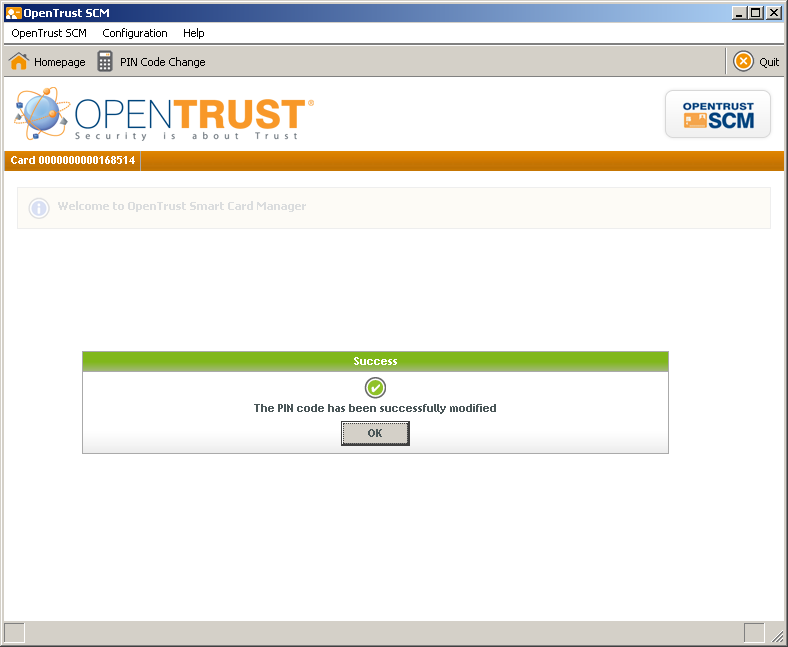 OpenTrust SCM
OpenTrust SCM Configuration Help
Homepage PIN Code Change Quit
OPENTRUST®
Security is about Trust
OPENTRUST
SCM
Card 0000000000168514
Welcome to OpenTrust Smart Card Manager
Success
The PIN code has been successfully modified
OK